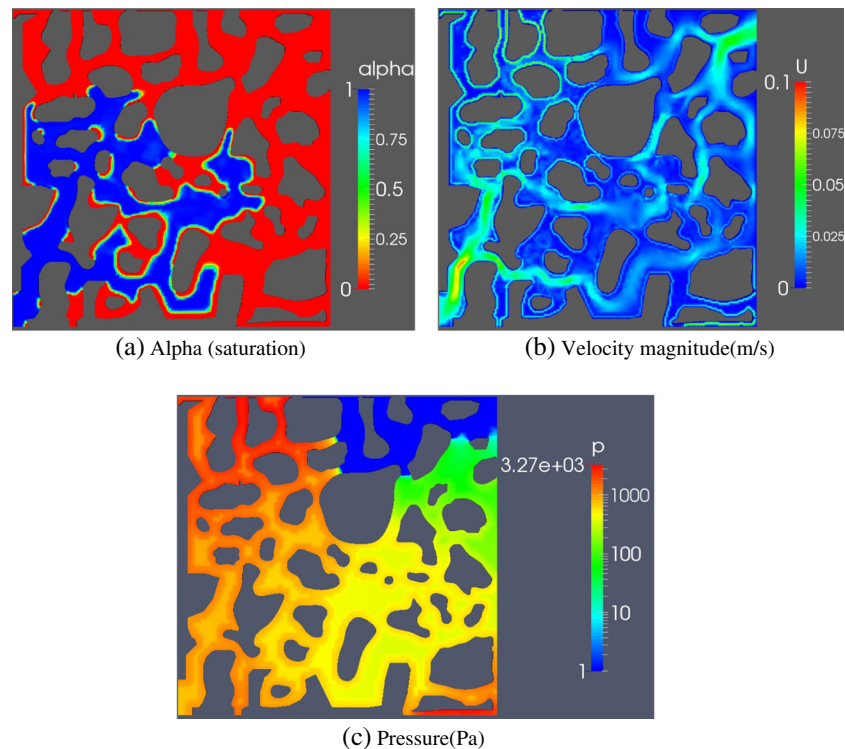 alpha
1
0.75
0.5
0.25
0
U
0.1
0.075
0.05
0.025
0
(a) Alpha (saturation)
(b) Velocity magnitude(m/s)
p
3.27e+03
1000
100
10
1
(c) Pressure(Pa)